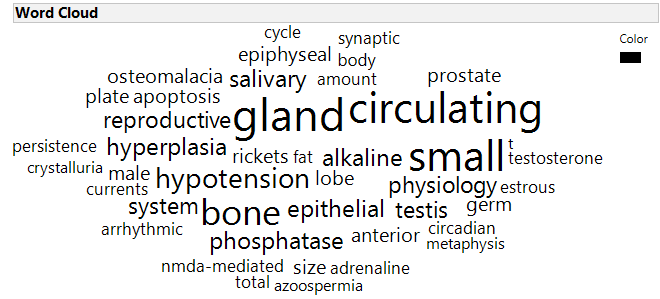 Word Cloud
cycle
synaptic
Color
epiphyseal
body
osteomalacia
salivary
amount
prostate
plate
apoptosis
gland
circulating
reproductive
persistence
hyperplasia
rickets
fat
alkaline
small
t
testosterone
crystalluria
male
currents
hypotension
lobe
physiology
estrous
system
bone
epithelial
testis
germ
arrhythmic
phosphatase
anterior
circadian
metaphysis
nmda-mediated
size
adrenaline
total
azoospermia